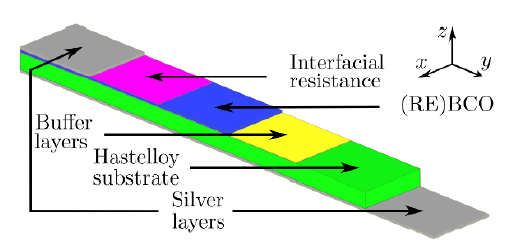 z
x
y
Interfacial
resistance
(RE)BCO
Buffer
layers
Hastelloy
substrate
Silver
layers